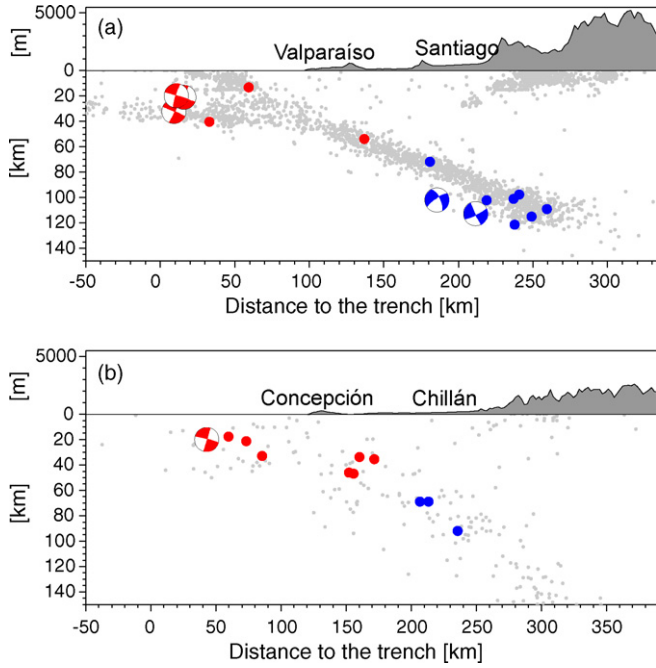 (a)
5000
[m]
0
Valparaíso
Santiago
20
40
60
80
100
120
140
[km]
-50 0 50 100 150 200 250 300
Distance to the trench [km]
(b)
5000
[m]
0
Concepción
Chillán
20
40
60
80
100
120
140
[km]
-50 0 50 100 150 200 250 300 350
Distance to the trench [km]